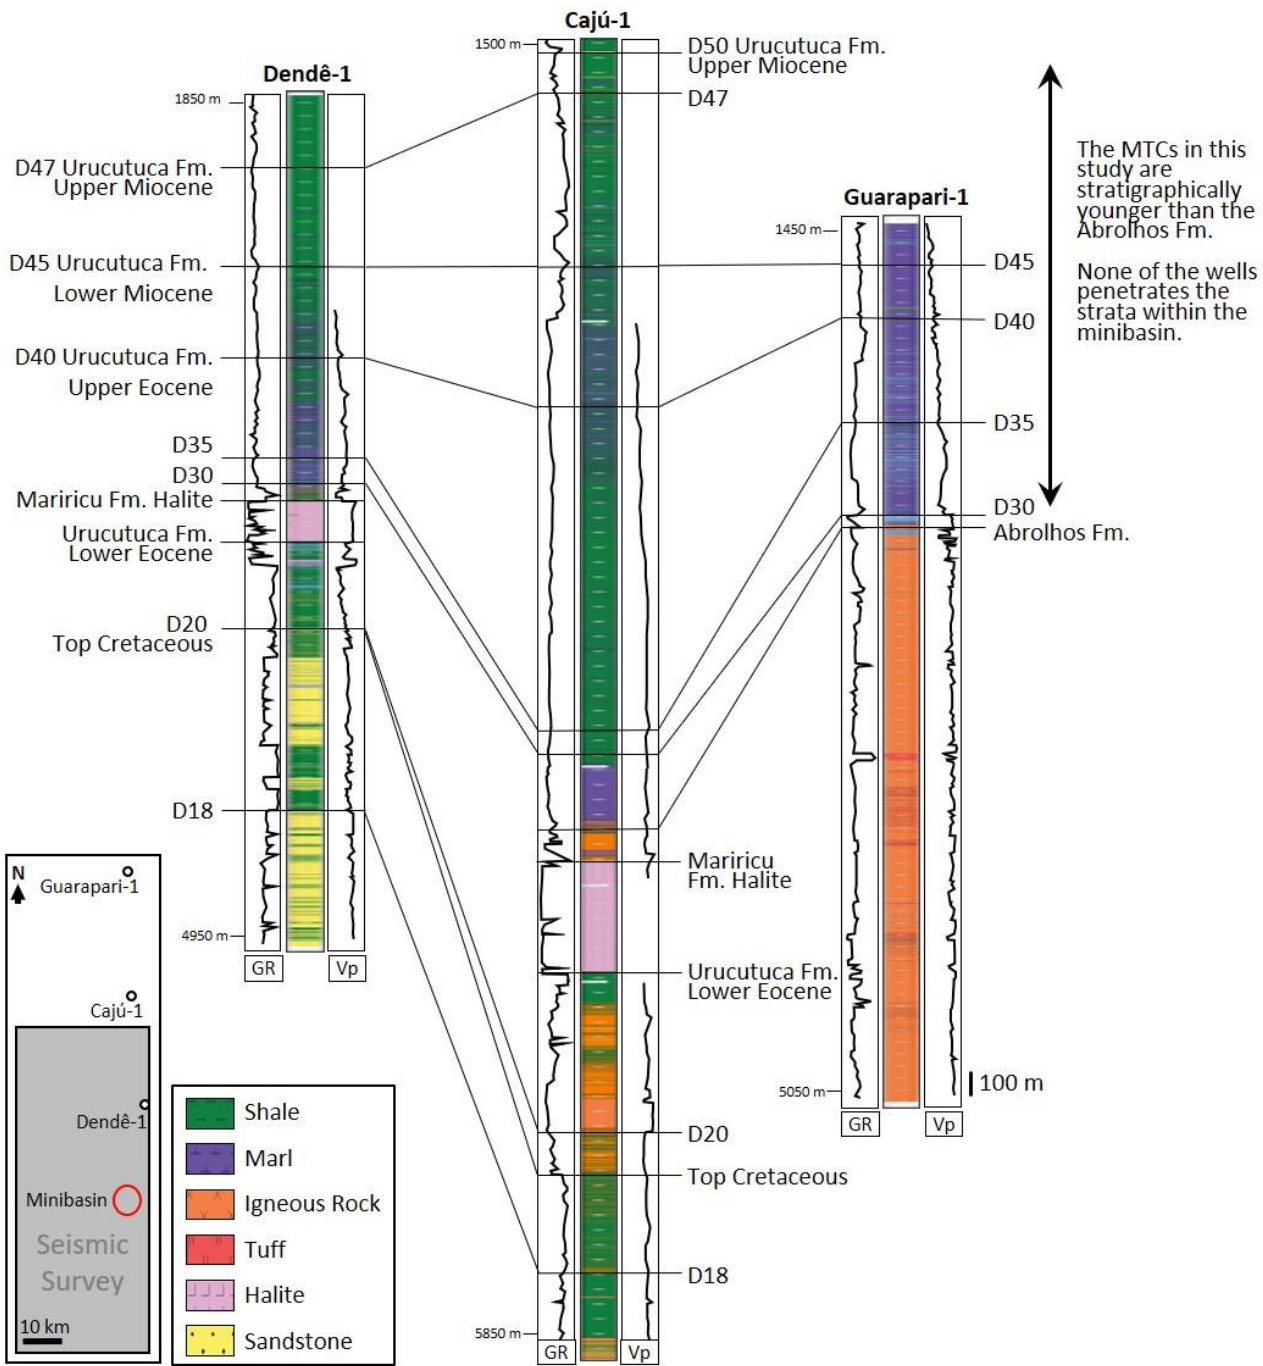 Cajú-1
1500 m
D50 Urucutuca Fm.
Upper Miocene
D47
Dendê-1
1850 m
D47 Urucutuca Fm.
Upper Miocene
D45 Urucutuca Fm.
Lower Miocene
D40 Urucutuca Fm.
Upper Eocene
D35
D30
Mariricu Fm. Halite
Urucutuca Fm.
Lower Eocene
D20
Top Cretaceous
D18
4950 m
GR
Vp
Mariricu
Fm. Halite
Urucutuca Fm.
Lower Eocene
D20
Top Cretaceous
D18
5850 m
GR
Vp
Guarapari-1
1450 m
D45
D40
D35
D30
Abrolhos Fm.
5050 m
GR
Vp
100 m
The MTCs in this
study are
stratigraphically
younger than the
Abrolhos Fm.
None of the wells
penetrates the
strata within the
minibasin.
N
Guarapari-1
Cajú-1
Dendê-1
Minibasin
Seismic
Survey
10 km
Shale
Marl
Igneous Rock
Tuff
Halite
Sandstone